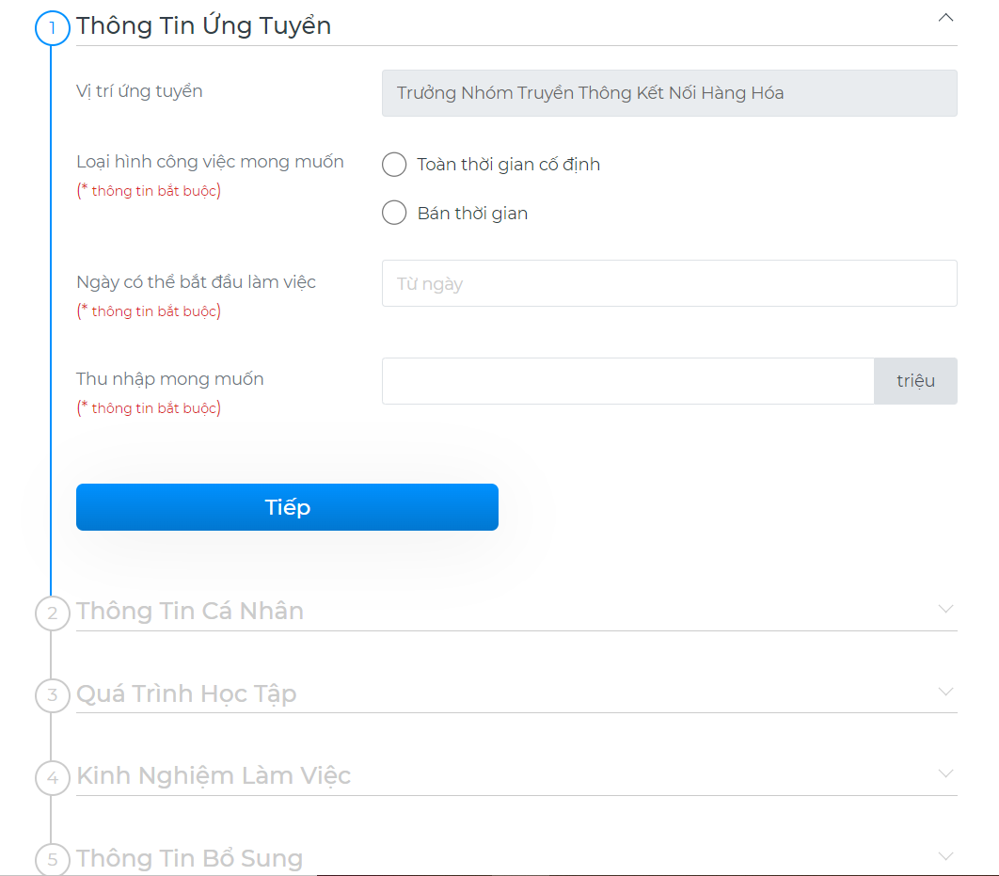 1 Thông Tin Ứng Tuyển
Vị trí ứng tuyển
Trưởng Nhóm Truyền Thông Kết Nối Hàng Hóa
Loại hình công việc mong muốn
(* thông tin bắt buộc)
Toàn thời gian cố định
Bán thời gian
Ngày có thể bắt đầu làm việc
(* thông tin bắt buộc)
Từ ngày
Thu nhập mong muốn
(* thông tin bắt buộc)
triệu
Tiếp
2 Thông Tin Cá Nhân
3 Quá Trình Học Tập
4 Kinh Nghiệm Làm Việc
5 Thông Tin Bổ Sung